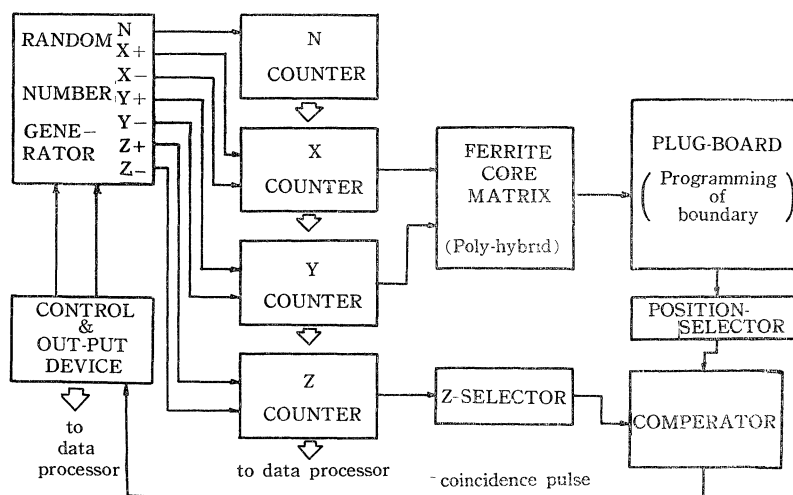 RANDOM
NUMBER
GENE-
RATOR
N
X+
X-
Y+
Y-
Z+
Z-
N
COUNTER
X
COUNTER
Y
COUNTER
Z
COUNTER
FERRITE
CORE
MATRIX
(Poly-hybrid)
PLUG-BOARD
(Programming
of
boundary)
POSITION-
SELECTOR
CONTROL
&
OUT-PUT
DEVICE
Z-SELECTOR
COMPERATOR
to
data
processor
to data processor
coincidence pulse